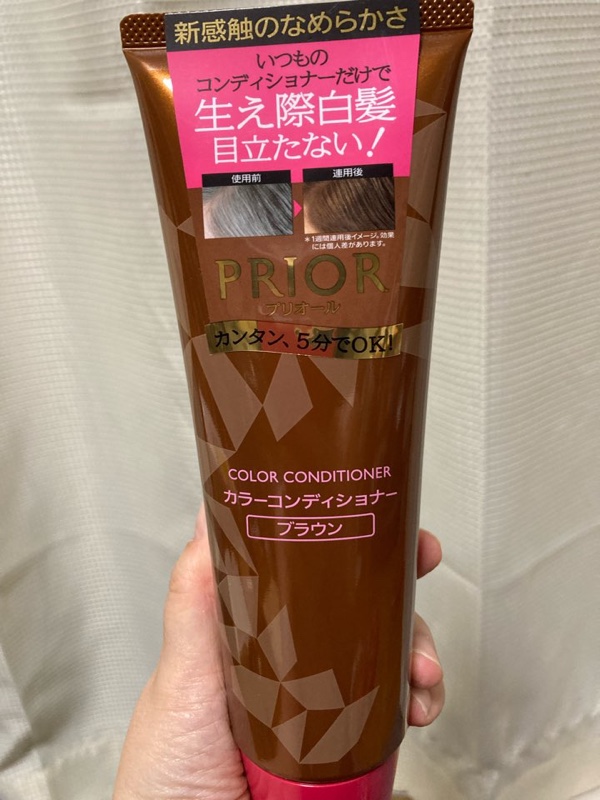 新感触のなめらかさ
いつもの
コンディショナーだけで
生え際白髪
目立たない!
使用前
連用後
*1週間連用後イメージ。効果
には個人差があります。
PRIOR
プリオール
カンタン、5分でOK!
COLOR CONDITIONER
カラーコンディショナー
ブラウン